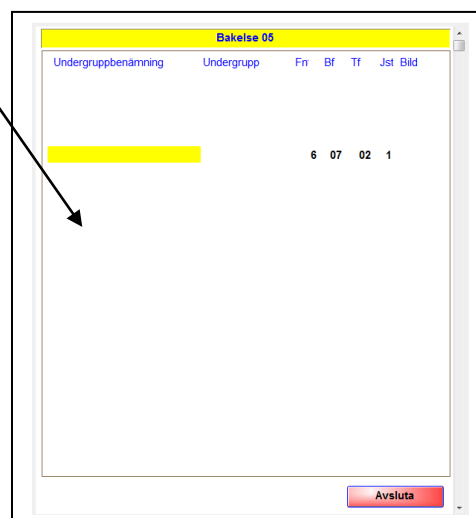 Bakelse 05
Undergruppbenämning Undergrupp Fn Bf Tf Jst Bild
6 07 02 1
Avsluta